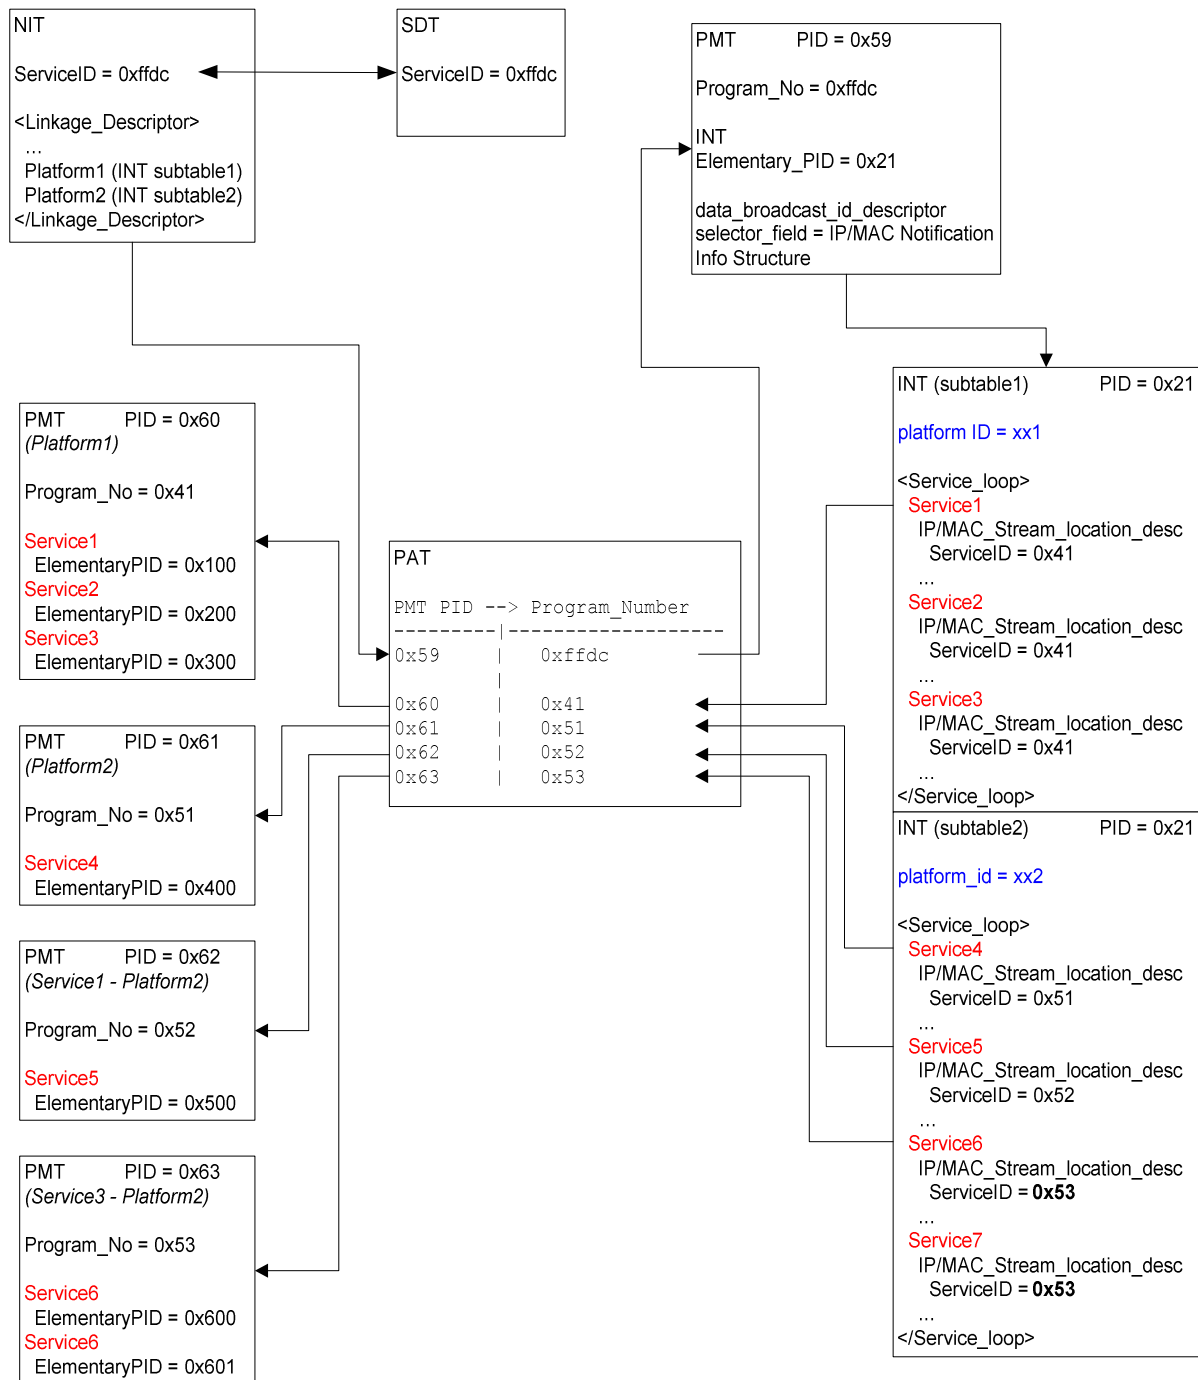 NIT
ServiceID = 0xffdc
<Linkage_Descriptor>
...
Platform1 (INT subtable1)
Platform2 (INT subtable2)
</Linkage_Descriptor>
SDT
ServiceID = 0xffdc
PMT PID = 0x59
Program_No = 0xffdc
INT
Elementary_PID = 0x21
data_broadcast_id_descriptor
selector_field = IP/MAC Notification
Info Structure
PMT PID = 0x60
(Platform1)
Program_No = 0x41
Service1
ElementaryPID = 0x100
Service2
ElementaryPID = 0x200
Service3
ElementaryPID = 0x300
PMT PID = 0x61
(Platform2)
Program_No = 0x51
Service4
ElementaryPID = 0x400
PMT PID = 0x62
(Service1 - Platform2)
Program_No = 0x52
Service5
ElementaryPID = 0x500
PMT PID = 0x63
(Service3 - Platform2)
Program_No = 0x53
Service6
ElementaryPID = 0x600
Service6
ElementaryPID = 0x601
PAT
PMT PID --> Program_Number
---------|-------------------
0x59 | 0xffdc
|
0x60 | 0x41
0x61 | 0x51
0x62 | 0x52
0x63 | 0x53
INT (subtable1) PID = 0x21
platform ID = xx1
<Service_loop>
Service1
IP/MAC_Stream_location_desc
ServiceID = 0x41
...
Service2
IP/MAC_Stream_location_desc
ServiceID = 0x41
...
Service3
IP/MAC_Stream_location_desc
ServiceID = 0x41
...
</Service_loop>
INT (subtable2) PID = 0x21
platform_id = xx2
<Service_loop>
Service4
IP/MAC_Stream_location_desc
ServiceID = 0x51
...
Service5
IP/MAC_Stream_location_desc
ServiceID = 0x52
...
Service6
IP/MAC_Stream_location_desc
ServiceID = 0x53
...
Service7
IP/MAC_Stream_location_desc
ServiceID = 0x53
...
</Service_loop>